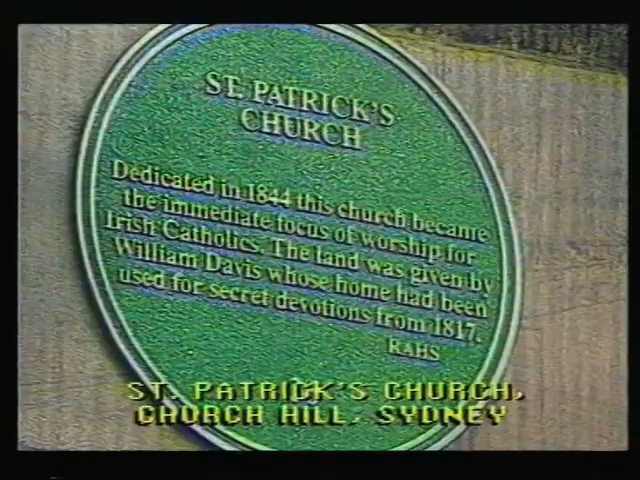 ST. PATRICK'S
CHURCH
Dedicated in 1844 this church became
the immediate focus of worship for
Irish Catholics. The land was given by
William Davis whose home had been
used for secret devotions from 1817.
RAHS
ST. PATRICK'S CHURCH,
CHURCH HILL, SYDNEY